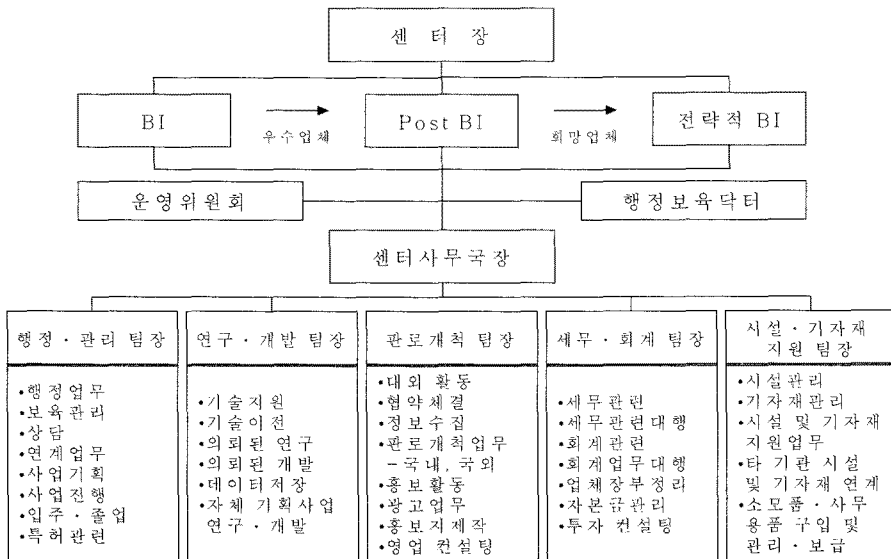 센 터 장
BI
우수업체
Post BI
희망업체
전략적 BI
운영위원회
행정보육닥터
센터사무국장
행정·관리 팀장
•행정업무
•보육관리
•상담
•연계업무
•사업기획
•사업진행
•입주·졸업
•특허관련
연구·개발 팀장
•기술지원
•기술이전
•의뢰된 연구
•의뢰된 개발
•데이터저장
•자체 기획사업
연구·개발
판로개척 팀장
•대외 활동
•협약체결
•정보수집
•판로개척업무
－국내, 국외
•홍보활동
•광고업무
•홍보지제작
•영업 컨설팅
세무·회계 팀장
•세무관련
•세무관련대행
•회계관련
•회계업무대행
•업체장부정리
•자본금관리
•투자 컨설팅
시설·기자재
지원 팀장
•시설관리
•기자재관리
•시설 및 기자재
지원업무
•타 기관 시설
및 기자재 연계
•소모품·사무
용품 구입 및
관리·보급